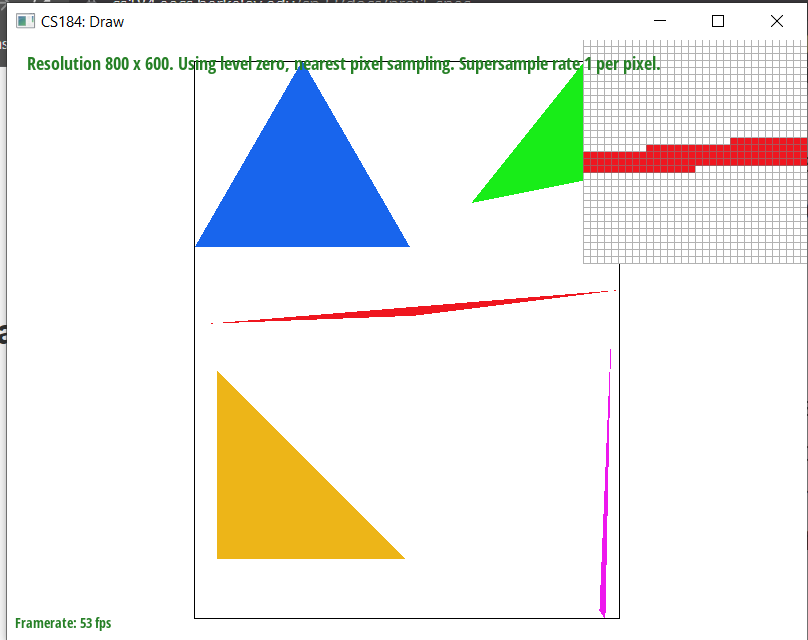 CS184: Draw
Resolution 800 x 600. Using level zero, nearest pixel sampling. Supersample rate 1 per pixel.
Framerate: 53 fps